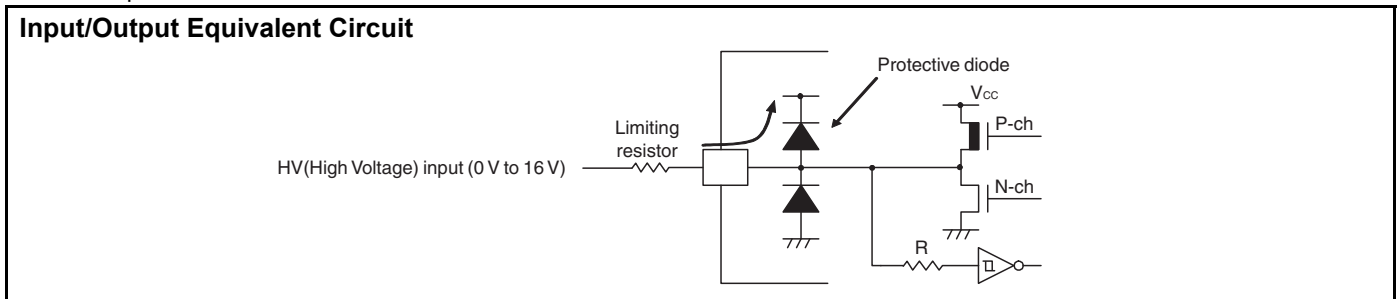 Input/Output Equivalent Circuit
Protective diode
Vcc
P-ch
Limiting
resistor
HV(High Voltage) input (0 V to 16 V)
N-ch
R